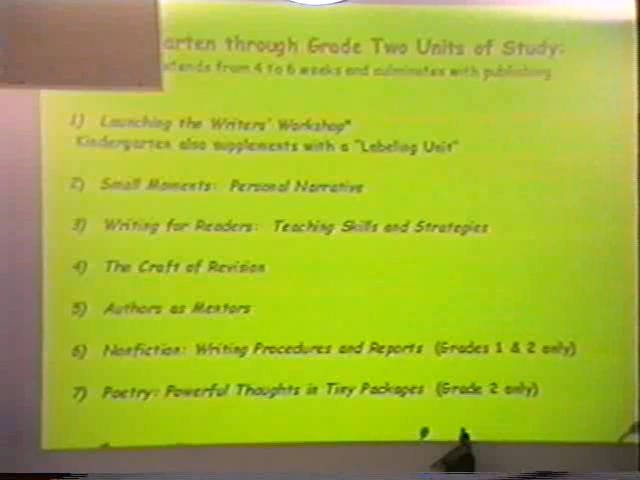 arten through Grade Two Units of Study:
tends from 4 to 6 weeks and culminates with publishing
1) Launching the Writers' Workshop*
Kindergarten also supplements with a "Labeling Unit"
2) Small Moments: Personal Narrative
3) Writing for Readers: Teaching Skills and Strategies
4) The Craft of Revision
5) Authors as Mentors
6) Nonfiction: Writing Procedures and Reports (Grades 1 & 2 only)
7) Poetry: Powerful Thoughts in Tiny Packages (Grade 2 only)